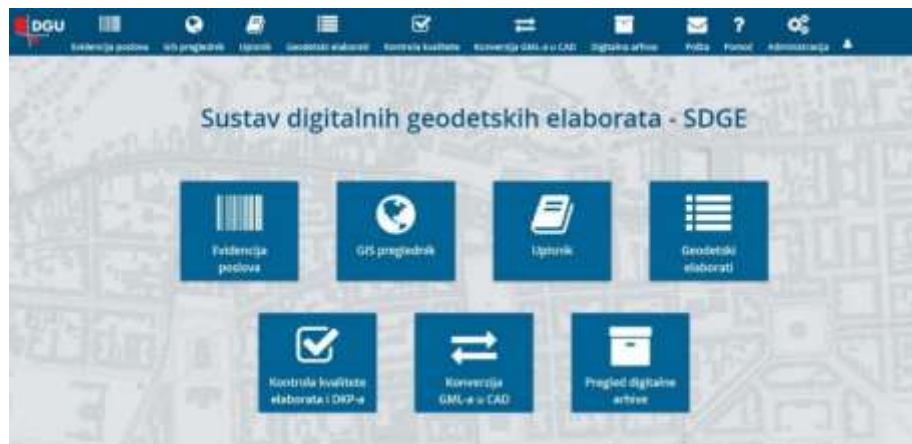 DGU
Evidencija poslova GIS preglednik Upisnik Geodetski elaborati Kontrola kvalitete Konverzija GML-a u CAD Digitalna arhiva Pošta Pomoć Administracija
Sustav digitalnih geodetskih elaborata - SDGE
Evidencija
poslova
GIS preglednik
Upisnik
Geodetski
elaborati
Kontrola kvalitete
elaborata i DKP-a
Konverzija
GML-a u CAD
Pregled digitalne
arhive